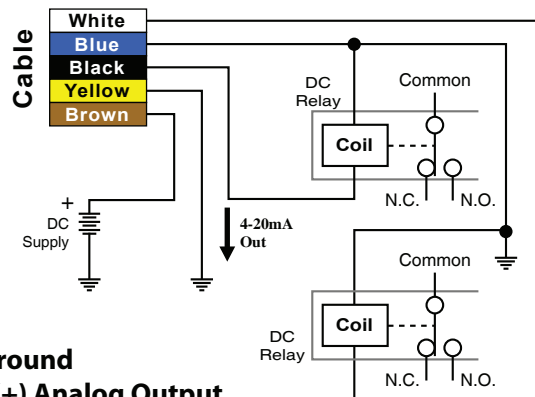 Cable
White
Blue
Black
Yellow
Brown
+
DC
Supply
4-20mA
Out
DC
Relay
Coil
Common
N.C. N.O.
DC
Relay
Coil
Common
N.C. N.O.
round
+) Analog Output